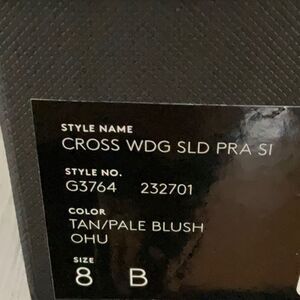 STYLE NAME
CROSS WDG SLD PRA SI
STYLE NO.
G3764 232701
COLOR
TAN/PALE BLUSH
OHU
SIZE
8 B